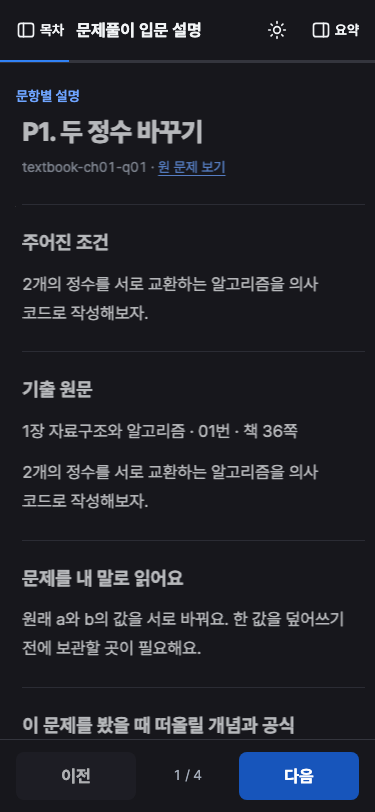 목차 문제풀이 입문 설명 요약
문항별 설명
P1. 두 정수 바꾸기
textbook-ch01-q01 · 원 문제 보기
주어진 조건
2개의 정수를 서로 교환하는 알고리즘을 의사
코드로 작성해보자.
기출 원문
1장 자료구조와 알고리즘 · 01번 · 책 36쪽
2개의 정수를 서로 교환하는 알고리즘을 의사
코드로 작성해보자.
문제를 내 말로 읽어요
원래 a와 b의 값을 서로 바꿔요. 한 값을 덮어쓰기
전에 보관할 곳이 필요해요.
이 문제를 봤을 때 떠올릴 개념과 공식
이전 1 / 4 다음